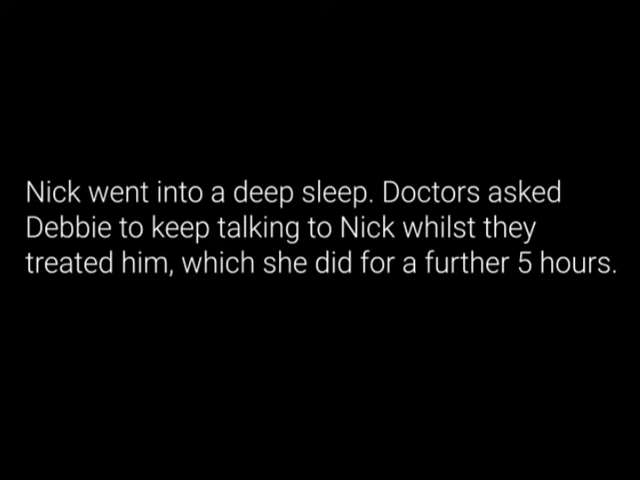 Nick went into a deep sleep. Doctors asked
Debbie to keep talking to Nick whilst they
treated him, which she did for a further 5 hours.